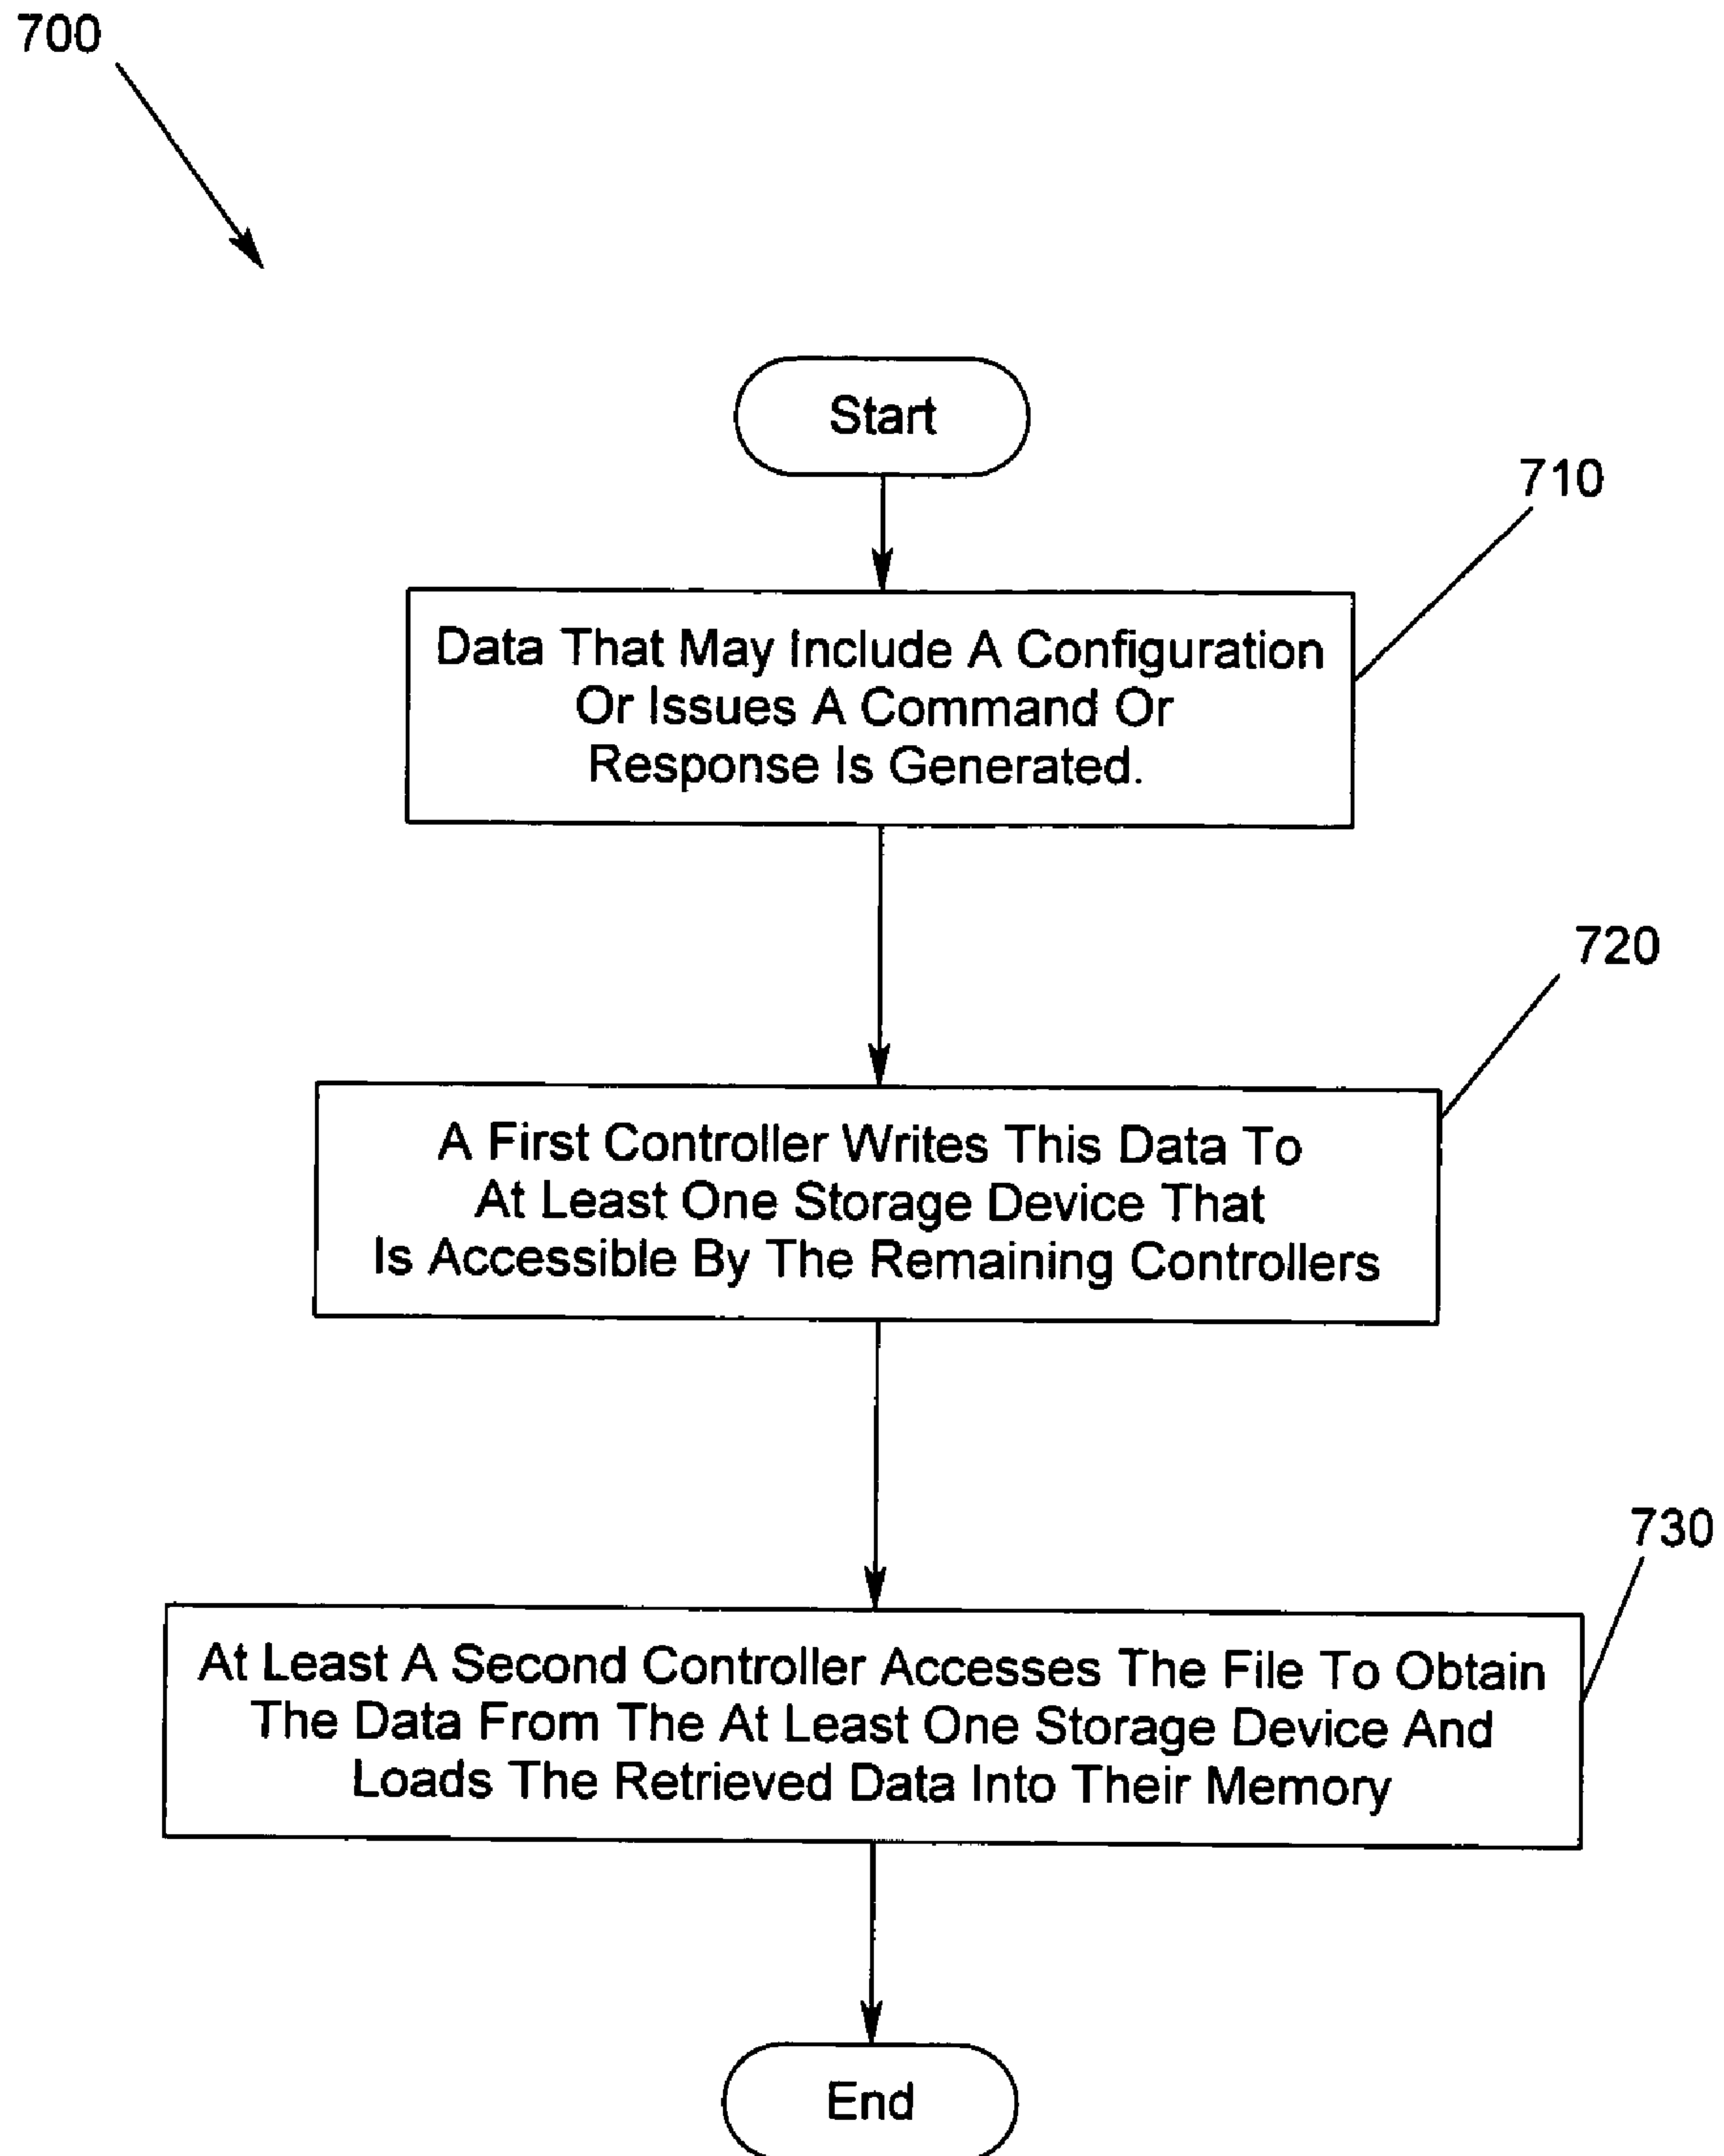 700
Start
710
Data That May Include A Configuration
Or Issues A Command Or
Response Is Generated.
720
A First Controller Writes This Data To
At Least One Storage Device That
Is Accessible By The Remaining Controllers
730
At Least A Second Controller Accesses The File To Obtain
The Data From The At Least One Storage Device And
Loads The Retrieved Data Into Their Memory
End